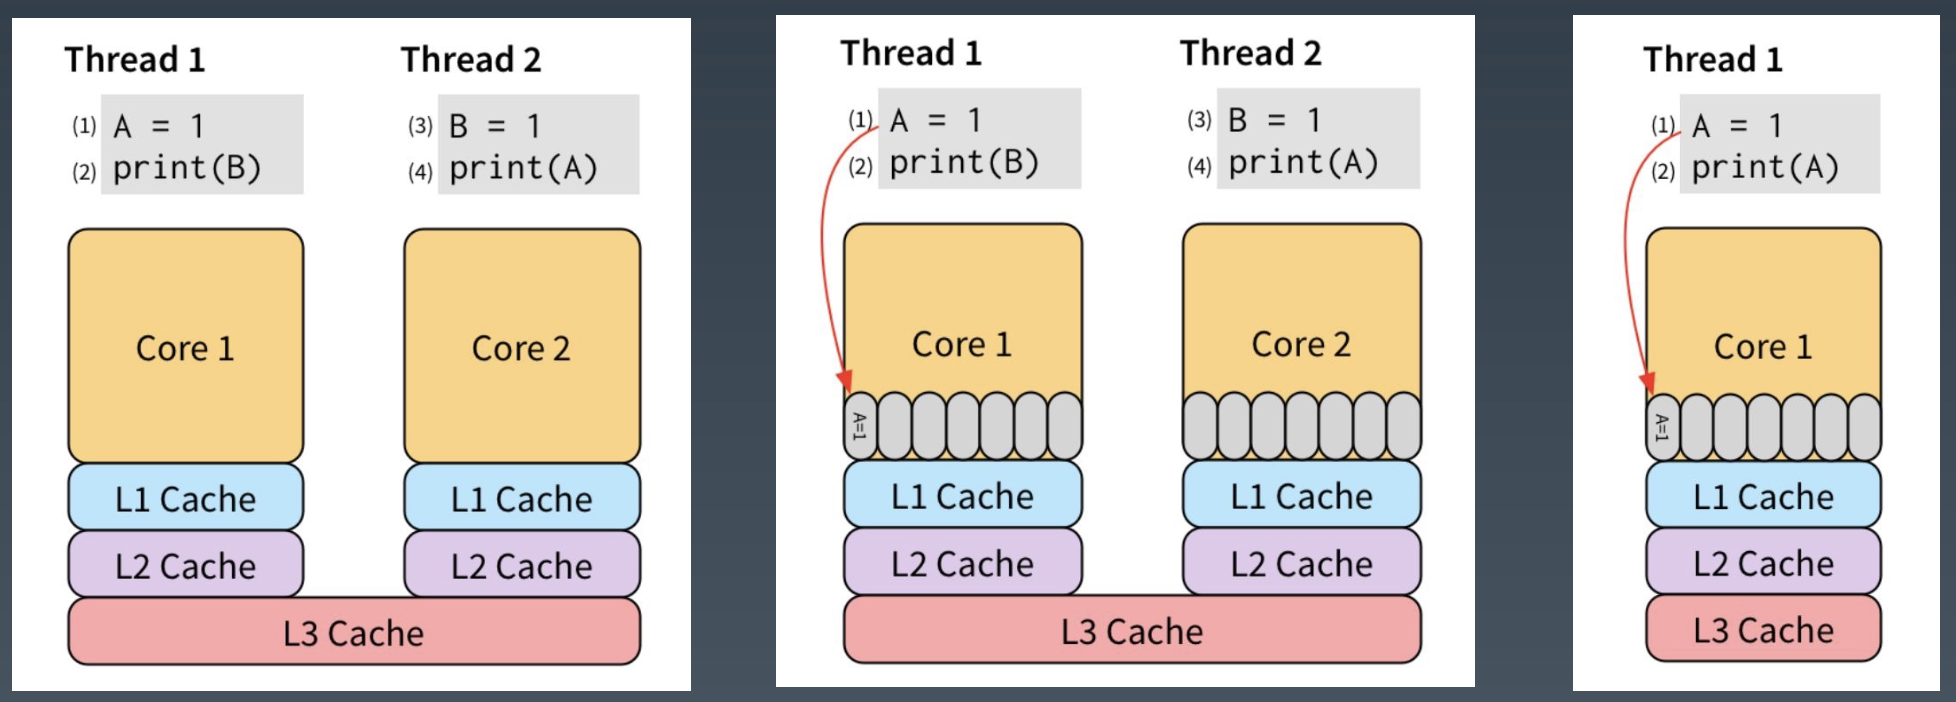 Thread 1
Thread 2
(1) A = 1
(2) print(B)
(3) B = 1
(4) print(A)
Core 1
Core 2
L1 Cache
L1 Cache
L2 Cache
L2 Cache
L3 Cache
Thread 1
Thread 2
(1) A = 1
(2) print(B)
(3) B = 1
(4) print(A)
Core 1
Core 2
A=1
L1 Cache
L1 Cache
L2 Cache
L2 Cache
L3 Cache
Thread 1
(1) A = 1
(2) print(A)
Core 1
A=1
L1 Cache
L2 Cache
L3 Cache